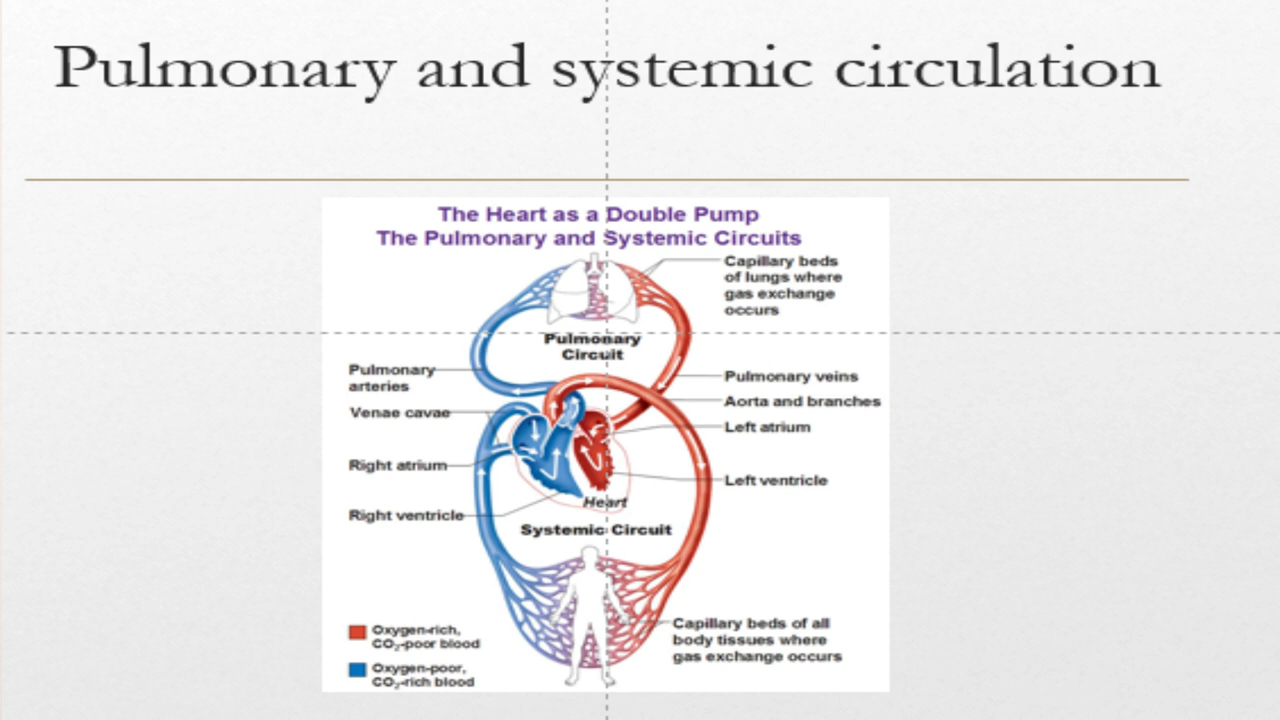 Pulmonary and systemic circulation
The Heart as a Double Pump
The Pulmonary and Systemic Circuits
Capillary beds
of lungs where
gas exchange
occurs
Pulmonary
Circuit
Pulmonary
arteries
Pulmonary veins
Venae cavae
Aorta and branches
Left atrium
Right atrium
Left ventricle
Heart
Right ventricle
Systemic Circuit
Oxygen-rich,
CO₂-poor blood
Capillary beds of all
body tissues where
gas exchange occurs
Oxygen-poor,
CO₂-rich blood